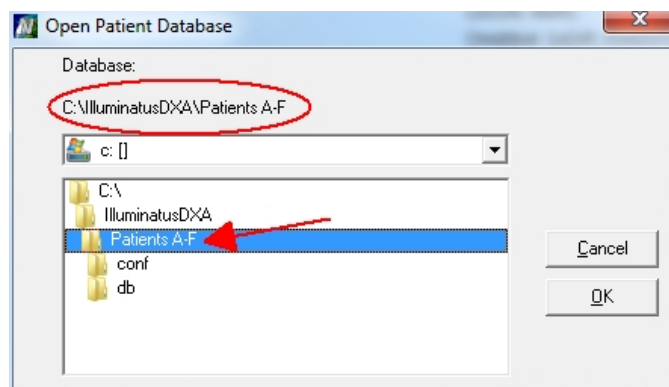 Open Patient Database
Database:
C:\IlluminatusDXA\Patients A-F
c: []
C:\
IlluminatusDXA
Patients A-F
conf
db
Cancel
OK